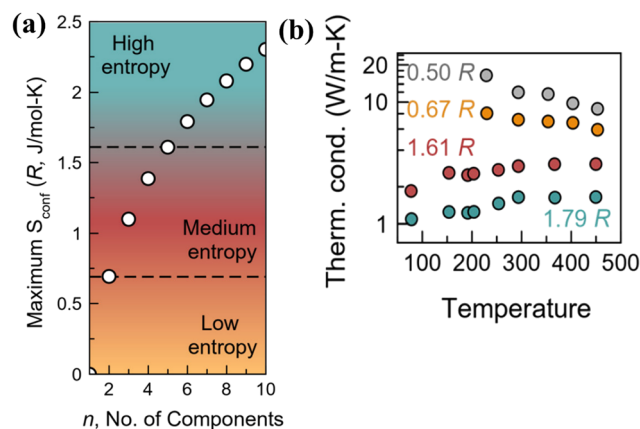 (a)
2.5
2
1.5
1
0.5
0
Maximum S_conf (R, J/mol-K)
High
entropy
Medium
entropy
Low
entropy
2 4 6 8 10
n, No. of Components
(b)
20
10
1
Therm. cond. (W/m-K)
0.50 R
0.67 R
1.61 R
1.79 R
100 200 300 400 500
Temperature